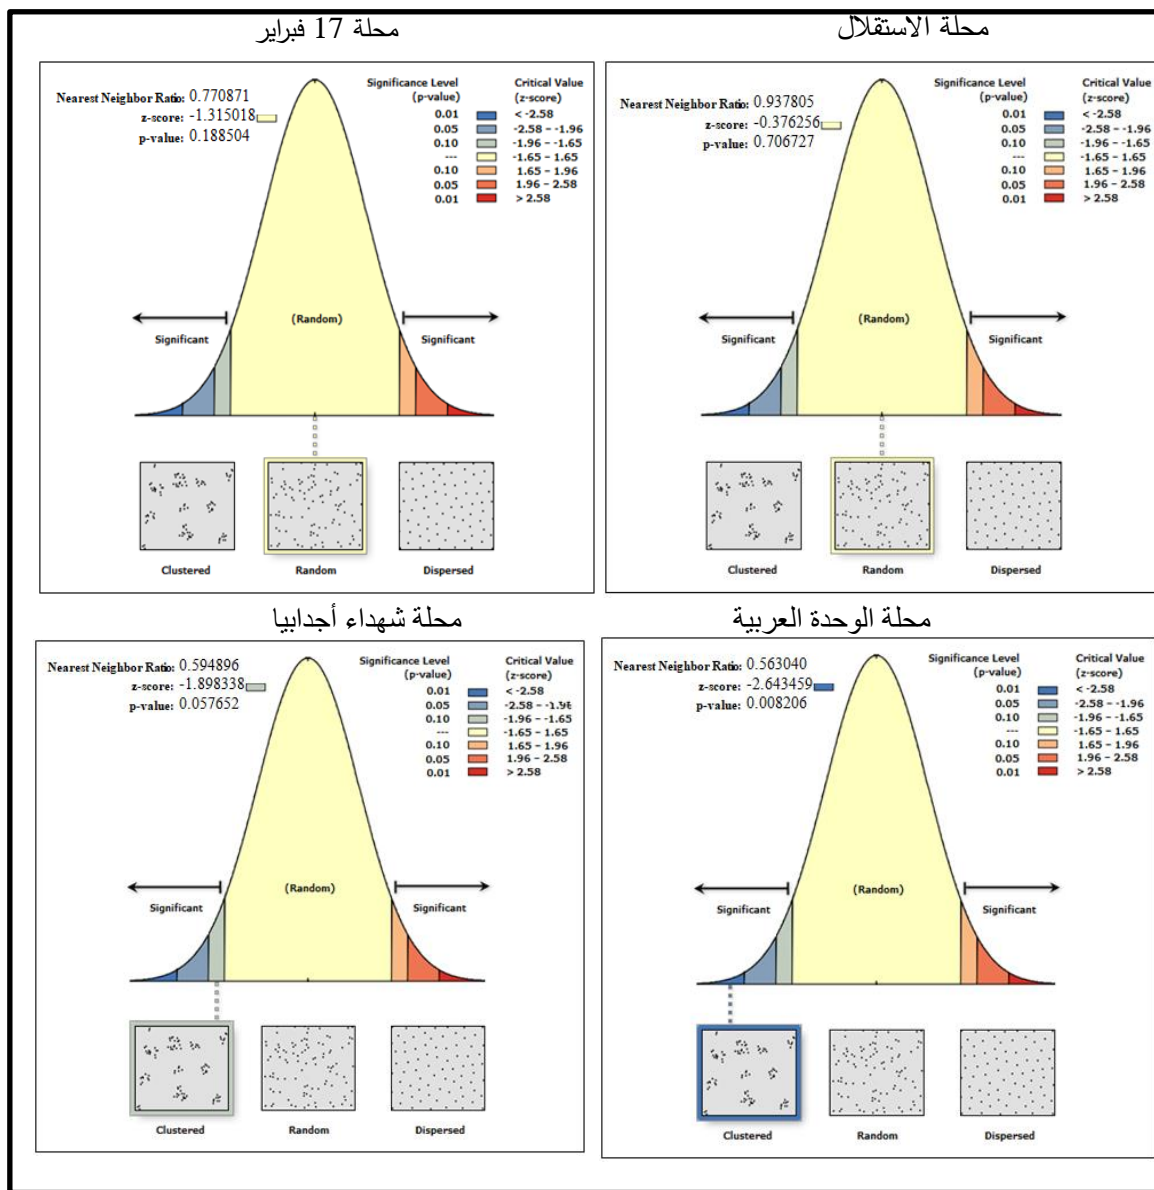 محلة 17 فبراير
Nearest Neighbor Ratio: 0.770871
z-score: -1.315018
p-value: 0.188504
Significance Level
(p-value)
Critical Value
(z-score)
0.01 < -2.58
0.05 -2.58 - -1.96
0.10 -1.96 - -1.65
--- -1.65 - 1.65
0.10 1.65 - 1.96
0.05 1.96 - 2.58
0.01 > 2.58
(Random)
Significant
Significant
Clustered
Random
Dispersed
محلة الاستقلال
Nearest Neighbor Ratio: 0.937805
z-score: -0.376256
p-value: 0.706727
Significance Level
(p-value)
Critical Value
(z-score)
0.01 < -2.58
0.05 -2.58 - -1.96
0.10 -1.96 - -1.65
--- -1.65 - 1.65
0.10 1.65 - 1.96
0.05 1.96 - 2.58
0.01 > 2.58
(Random)
Significant
Significant
Clustered
Random
Dispersed
محلة شهداء أجدابيا
Nearest Neighbor Ratio: 0.594896
z-score: -1.898338
p-value: 0.057652
Significance Level
(p-value)
Critical Value
(z-score)
0.01 < -2.58
0.05 -2.58 - -1.96
0.10 -1.96 - -1.65
--- -1.65 - 1.65
0.10 1.65 - 1.96
0.05 1.96 - 2.58
0.01 > 2.58
(Random)
Significant
Significant
Clustered
Random
Dispersed
محلة الوحدة العربية
Nearest Neighbor Ratio: 0.563040
z-score: -2.643459
p-value: 0.008206
Significance Level
(p-value)
Critical Value
(z-score)
0.01 < -2.58
0.05 -2.58 - -1.96
0.10 -1.96 - -1.65
--- -1.65 - 1.65
0.10 1.65 - 1.96
0.05 1.96 - 2.58
0.01 > 2.58
(Random)
Significant
Significant
Clustered
Random
Dispersed